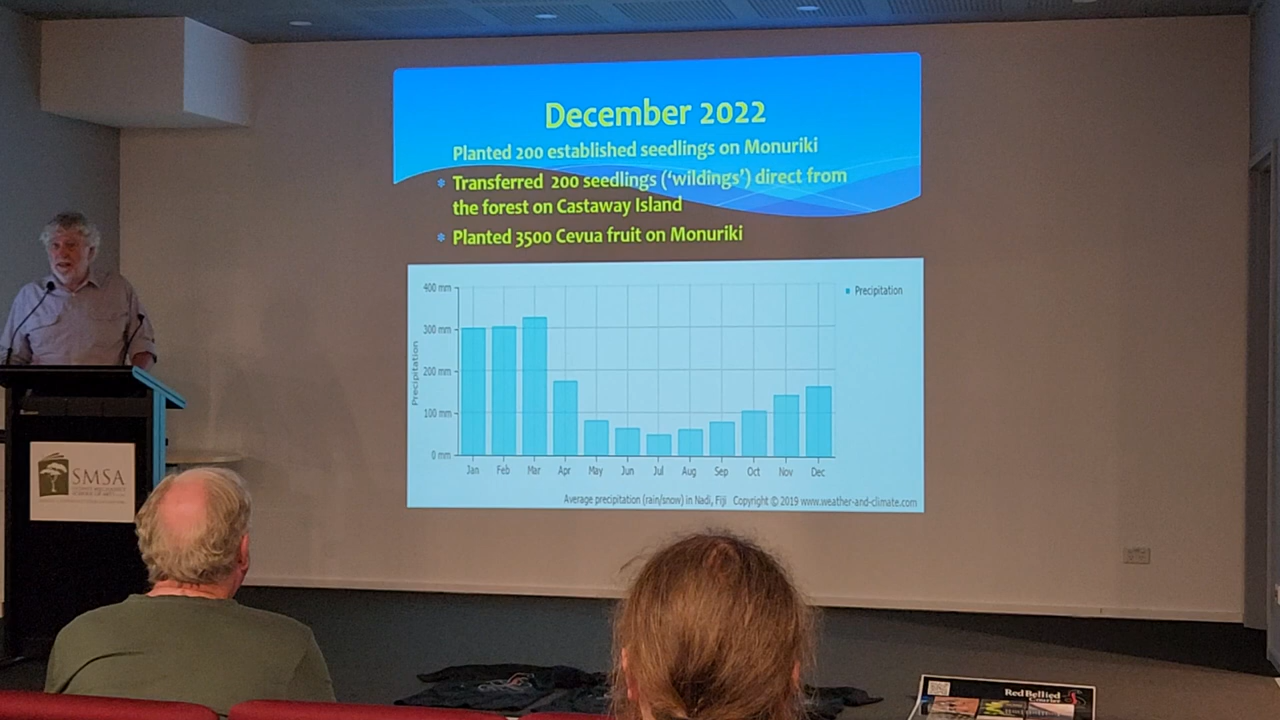 December 2022
Planted 200 established seedlings on Monuriki
Transferred 200 seedlings ('wildings') direct from
the forest on Castaway Island
Planted 3500 Cevua fruit on Monuriki
400 mm
300 mm
200 mm
100 mm
0 mm
Precipitation
Precipitation
Jan Feb Mar Apr May Jun Jul Aug Sep Oct Nov Dec
Average precipitation (rain/snow) in Nadi, Fiji Copyright © 2019 www.weather-and-climate.com
SMSA
Red Bellied
Courier